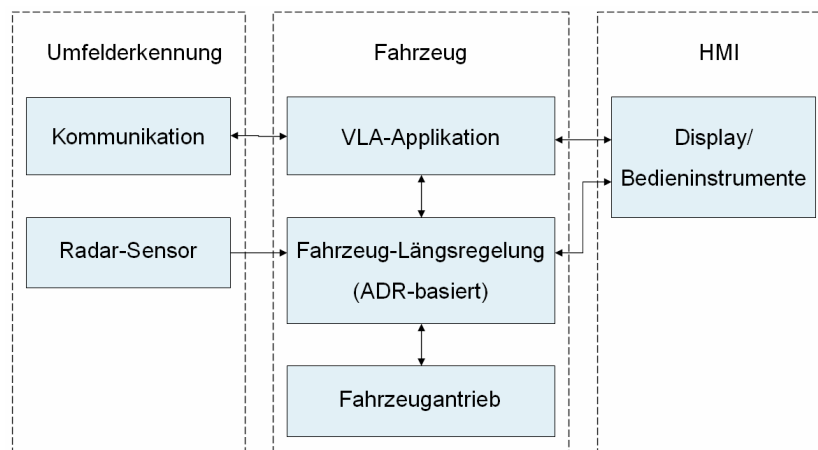 Umfelderkennung
Fahrzeug
HMI
Kommunikation
VLA-Applikation
Display/
Bedieninstrumente
Radar-Sensor
Fahrzeug-Längsregelung
(ADR-basiert)
Fahrzeugantrieb